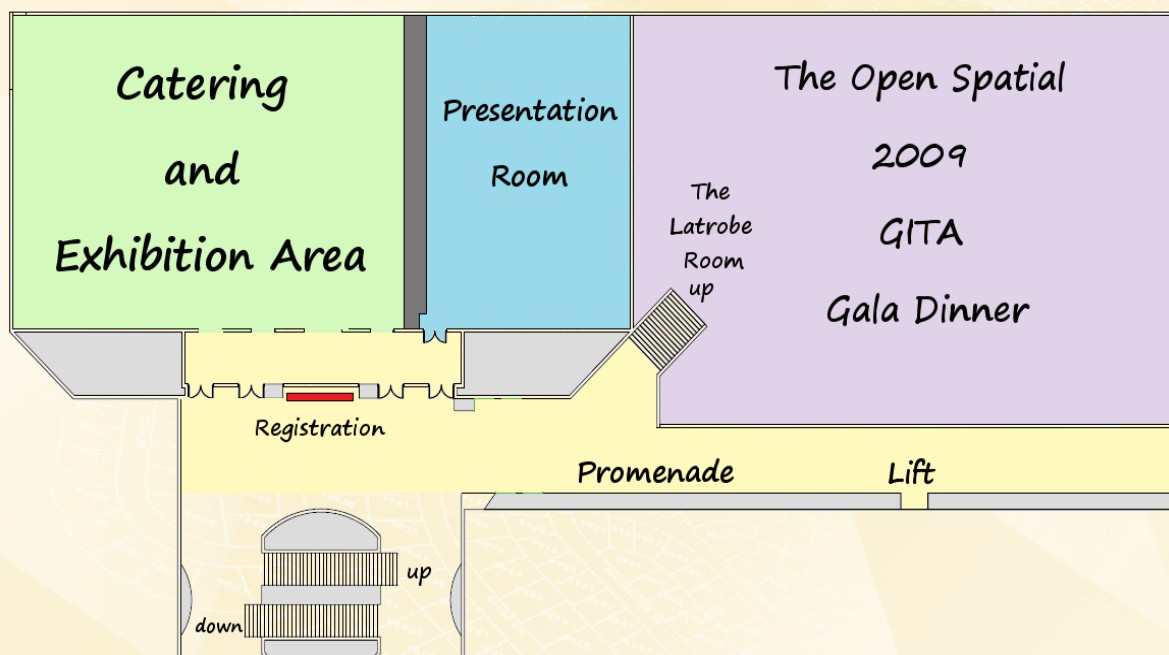 Catering
and
Exhibition Area
Presentation
Room
The Open Spatial
2009
GITA
Gala Dinner
The
Latrobe
Room
up
Registration
Promenade
Lift
up
down